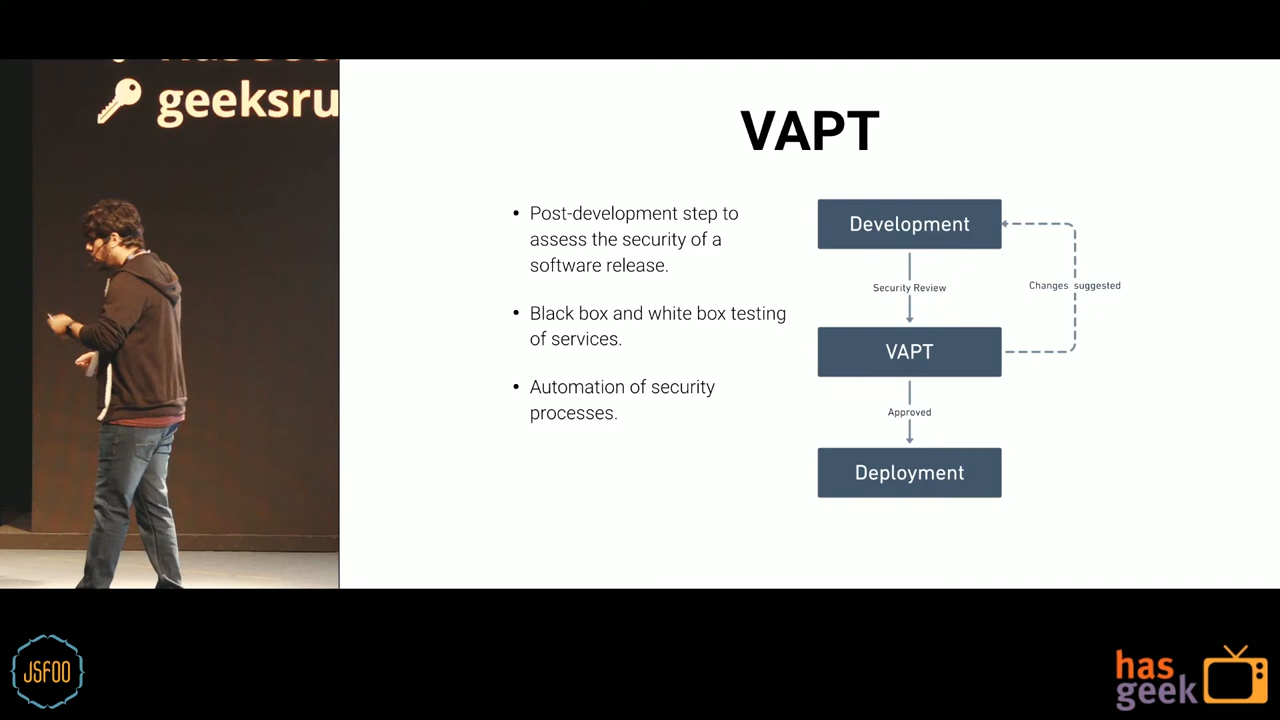 geeksru
VAPT
• Post-development step to
assess the security of a
software release.
• Black box and white box testing
of services.
• Automation of security
processes.
Development
Security Review
Changes suggested
VAPT
Approved
Deployment
JSFOO
has
geek